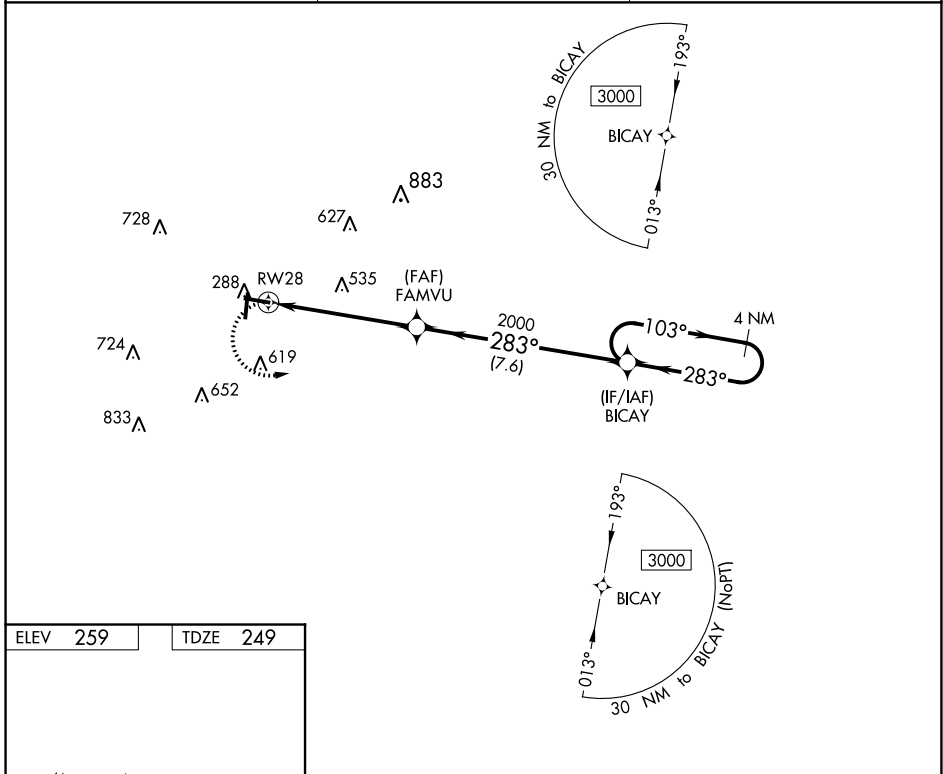 30 NM to BICAY
193°
3000
BICAY
013°
883
728
627
288
RW28
535
(FAF)
FAMVU
2000
283°
(7.6)
103°
4 NM
283°
(IF/IAF)
BICAY
724
619
652
833
193°
3000
BICAY
013°
30 NM to BICAY (NoPT)
ELEV 259
TDZE 249